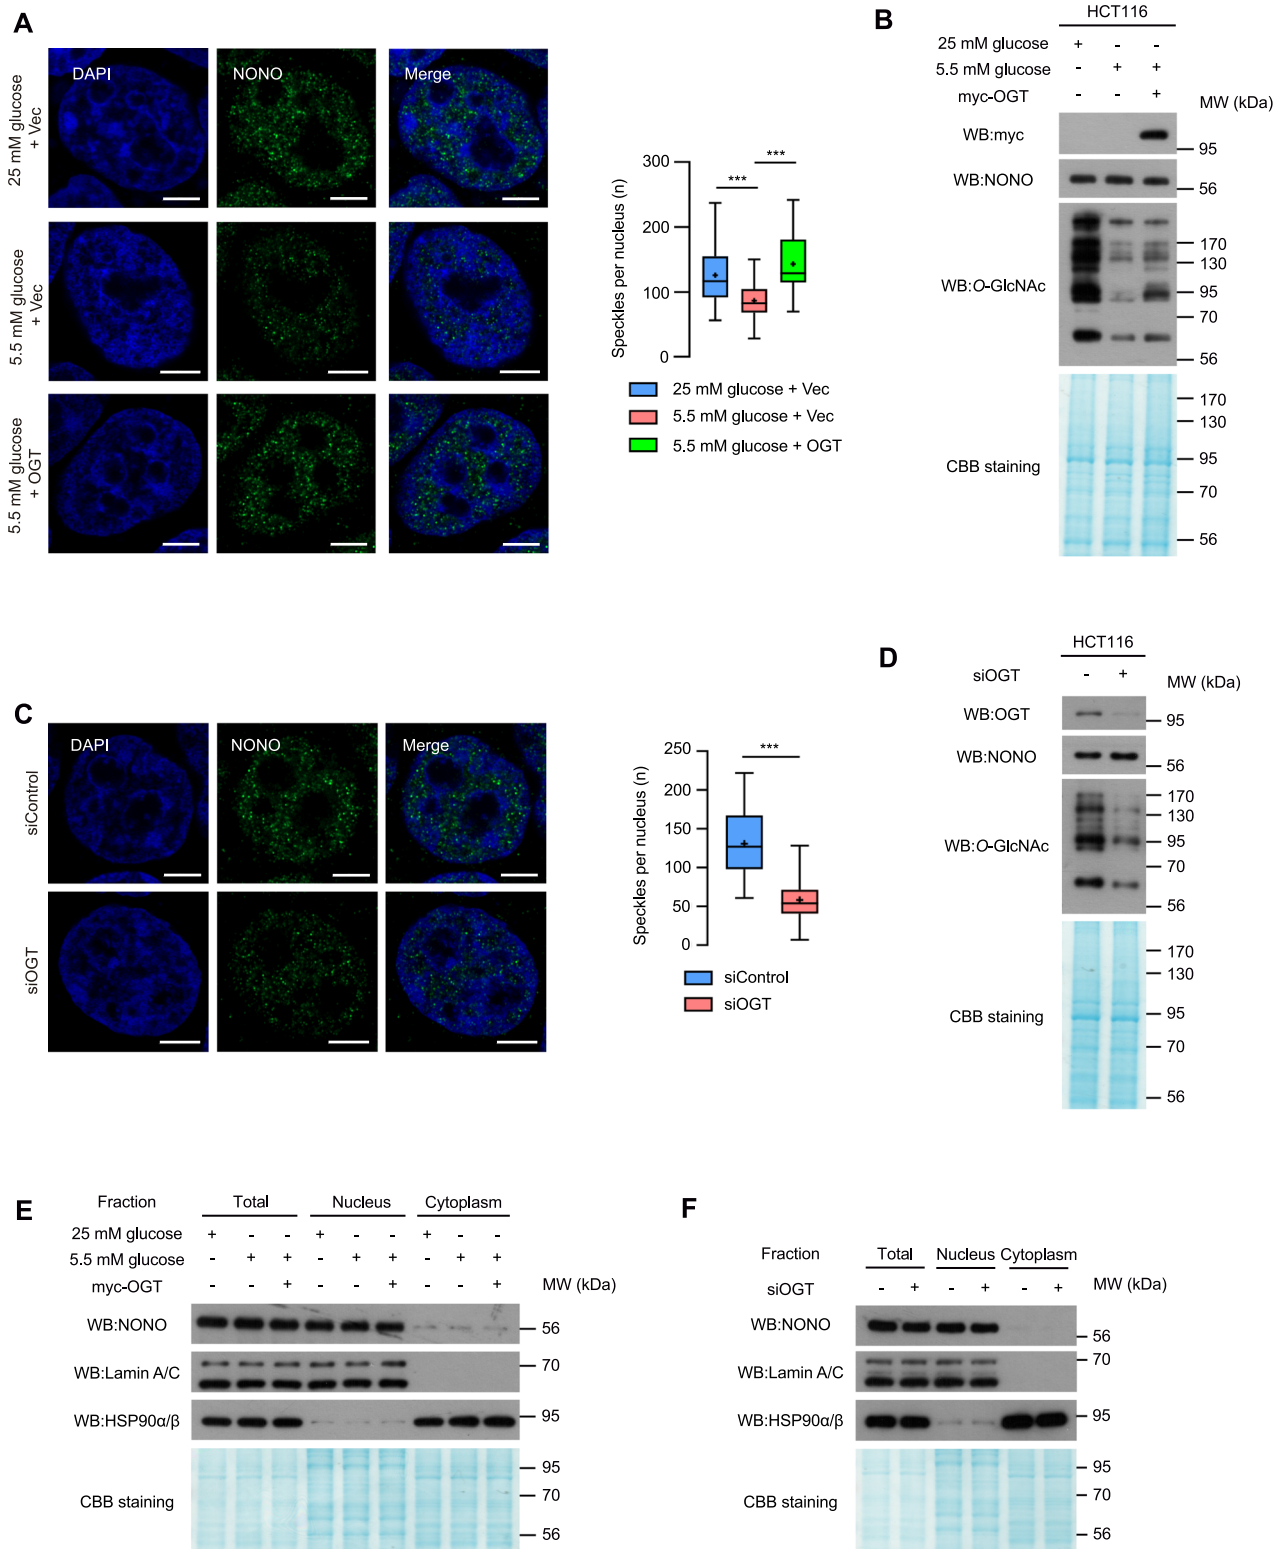 A
DAPI
NONO
Merge
25 mM glucose
+ Vec
5.5 mM glucose
+ Vec
5.5 mM glucose
+ OGT
Speckles per nucleus (n)
300
200
100
0
***
***
25 mM glucose + Vec
5.5 mM glucose + Vec
5.5 mM glucose + OGT
B
HCT116
25 mM glucose + - -
5.5 mM glucose - + +
myc-OGT - - +
MW (kDa)
WB:myc
95
WB:NONO
56
WB:O-GlcNAc
170
130
95
70
56
CBB staining
170
130
95
70
56
C
DAPI
NONO
Merge
siControl
siOGT
Speckles per nucleus (n)
250
200
150
100
50
0
***
siControl
siOGT
D
HCT116
siOGT - +
MW (kDa)
WB:OGT
95
WB:NONO
56
WB:O-GlcNAc
170
130
95
70
56
CBB staining
170
130
95
70
56
E
Fraction Total Nucleus Cytoplasm
25 mM glucose + - - + - - + - -
5.5 mM glucose - + + - + + - + +
myc-OGT - - + - - + - - +
MW (kDa)
WB:NONO
56
WB:Lamin A/C
70
WB:HSP90α/β
95
CBB staining
95
70
56
F
Fraction Total Nucleus Cytoplasm
siOGT - + - + - +
MW (kDa)
WB:NONO
56
WB:Lamin A/C
70
WB:HSP90α/β
95
CBB staining
95
70
56